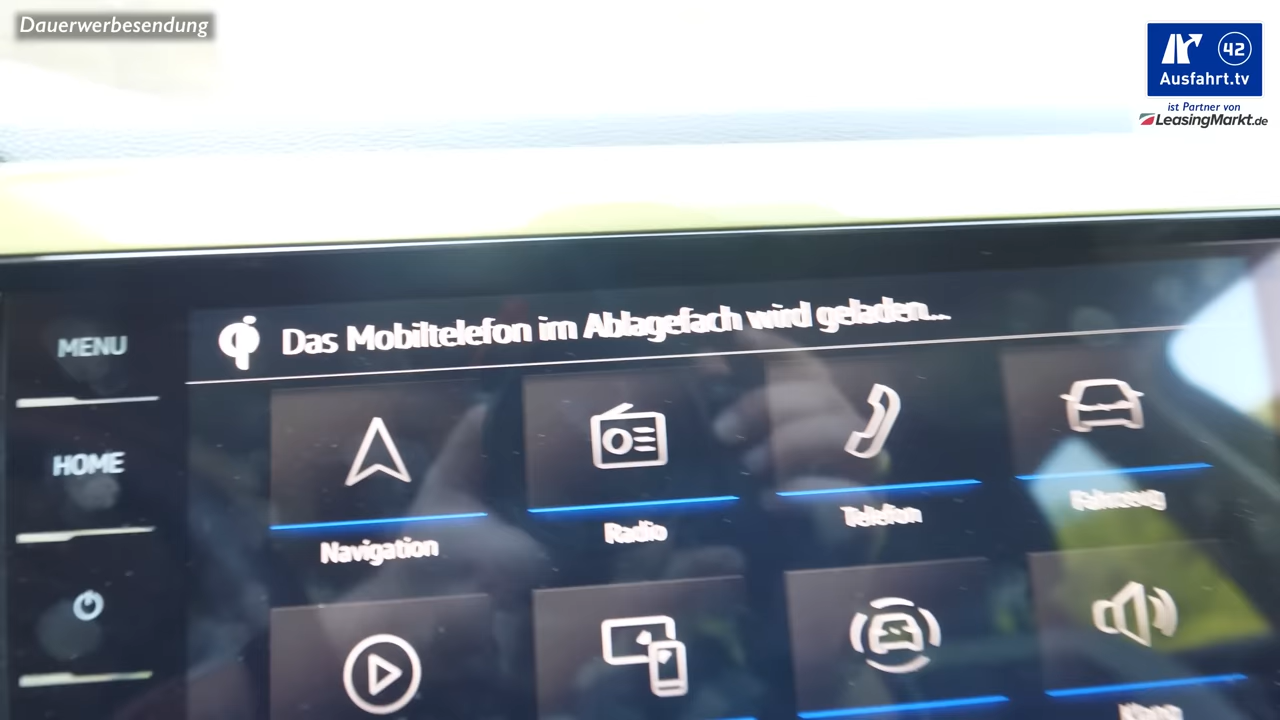 Dauerwerbesendung
42
Ausfahrt.tv
ist Partner von
LeasingMarkt.de
Das Mobiltelefon im Ablagefach wird geladen...
MENU
HOME
Navigation
Radio
Telefon
Fahrzeug